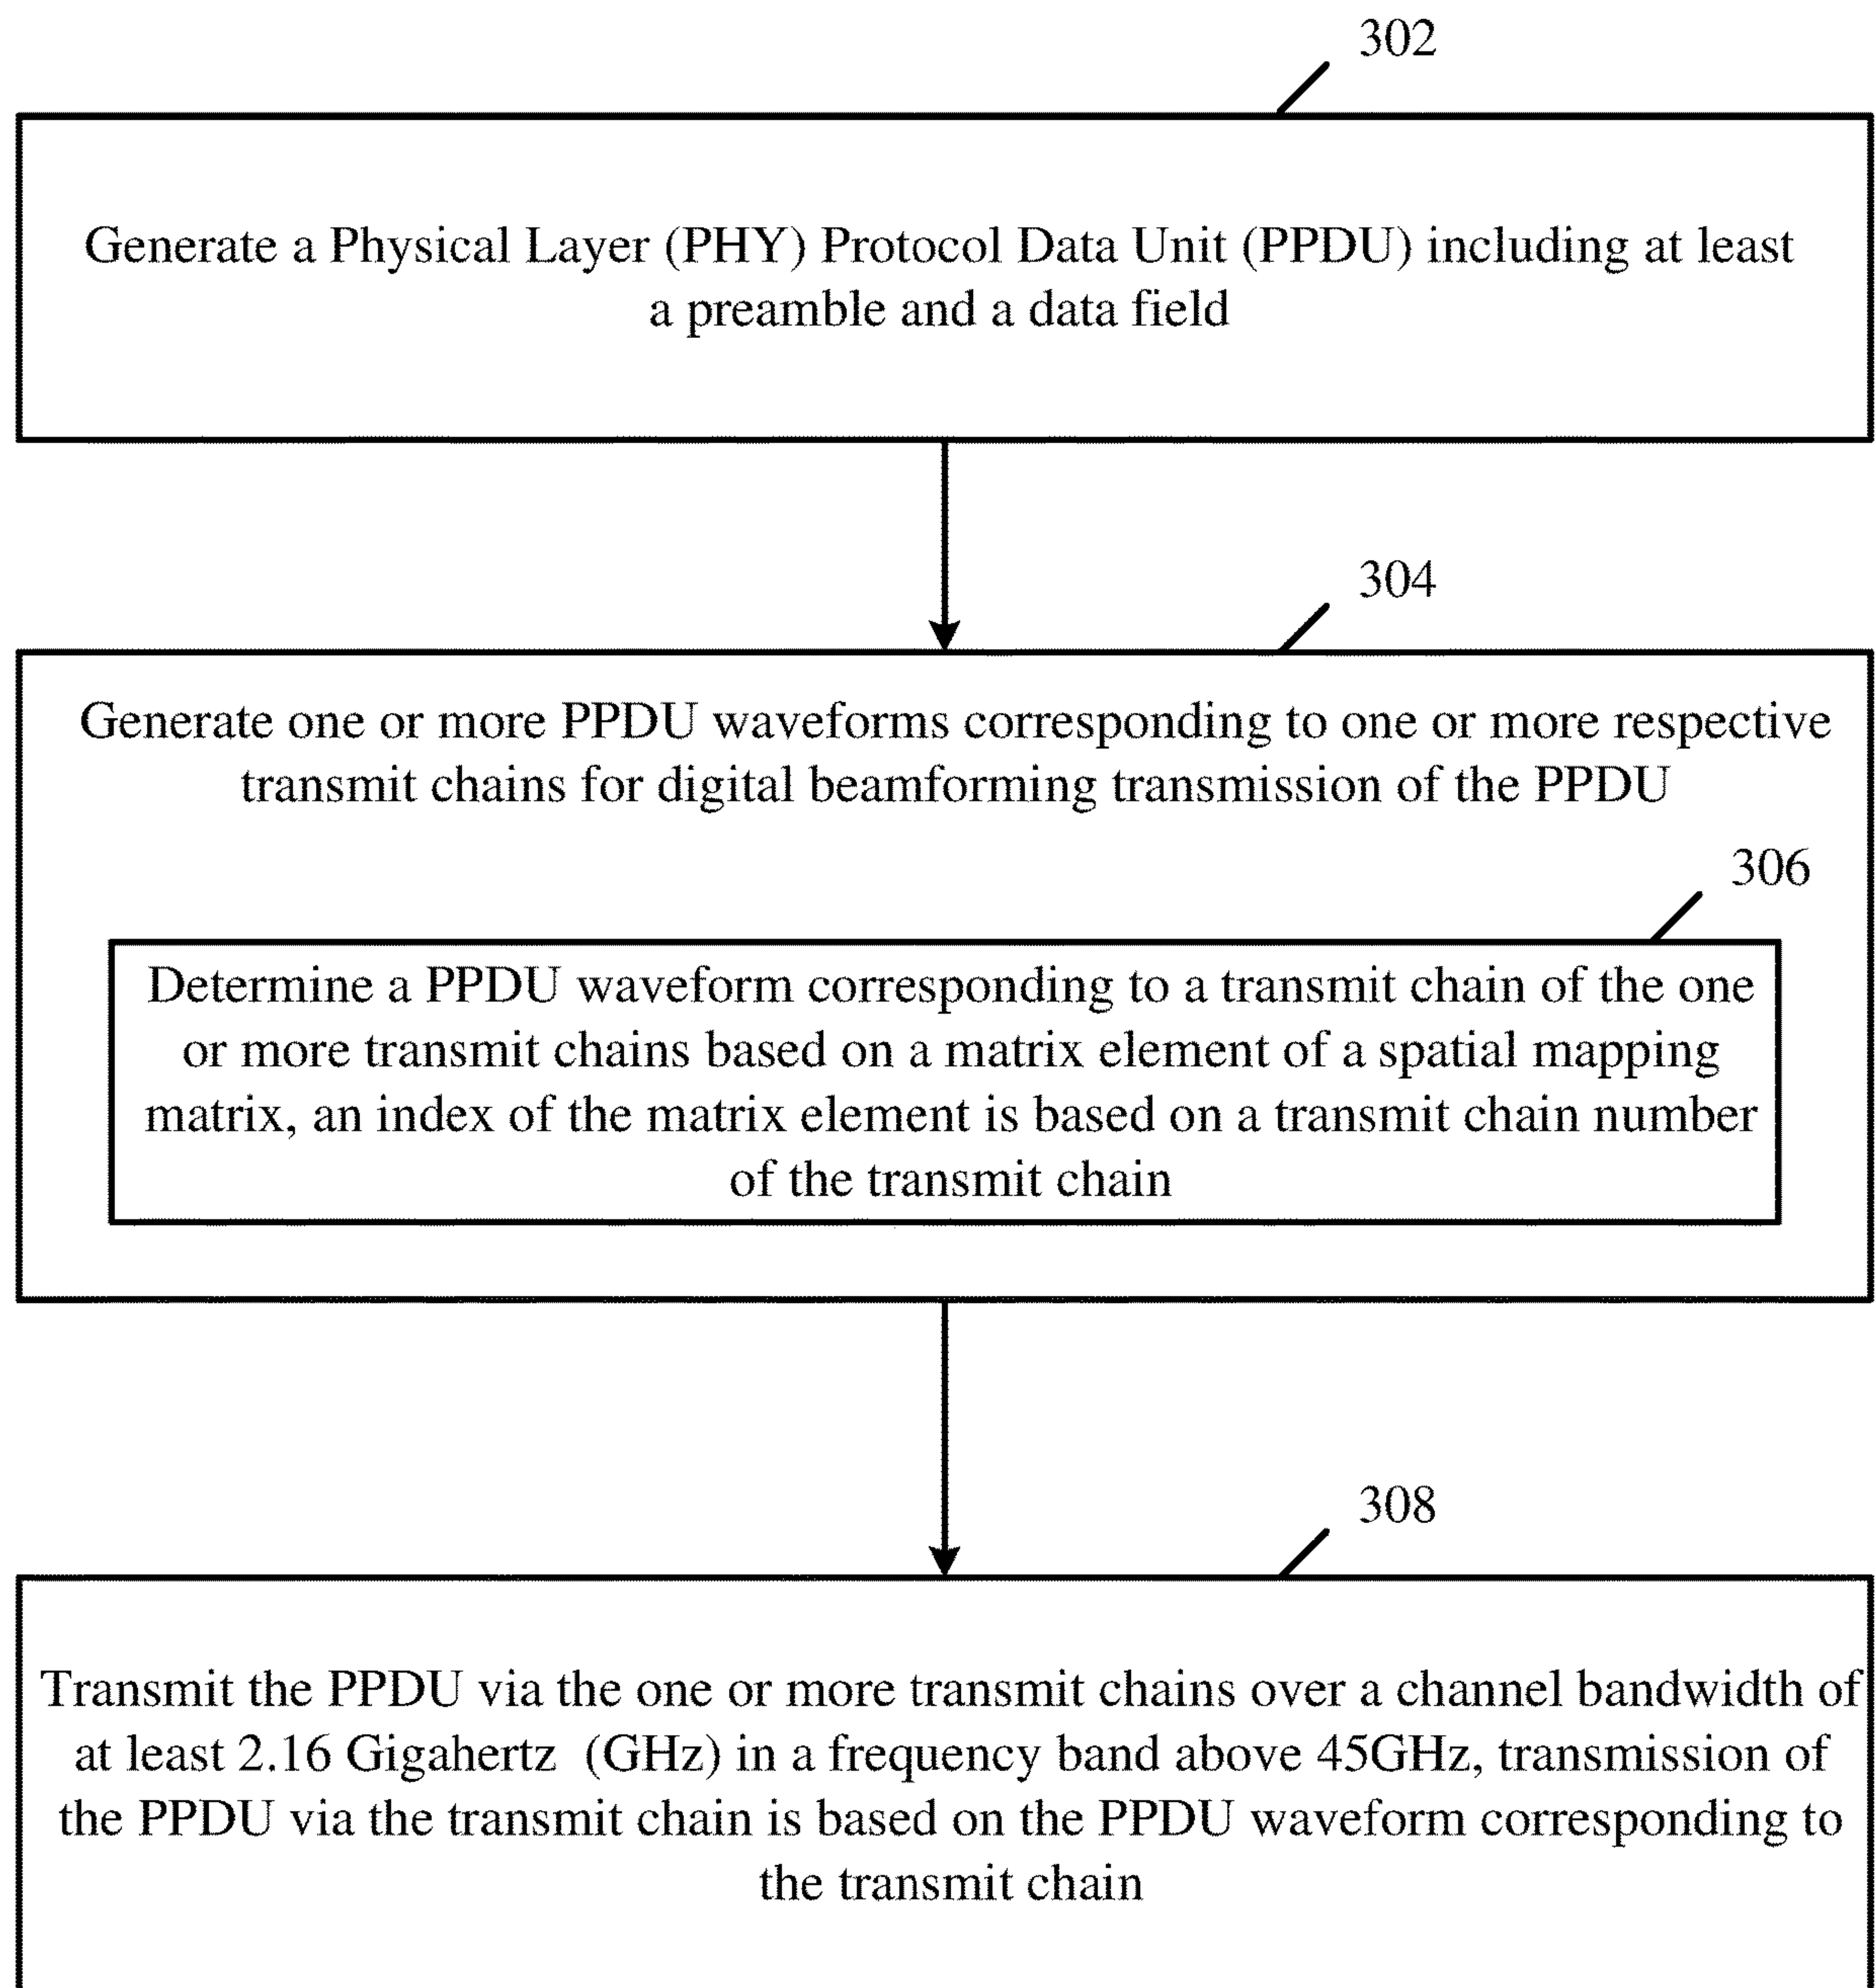 302
Generate a Physical Layer (PHY) Protocol Data Unit (PPDU) including at least
a preamble and a data field
304
Generate one or more PPDU waveforms corresponding to one or more respective
transmit chains for digital beamforming transmission of the PPDU
306
Determine a PPDU waveform corresponding to a transmit chain of the one
or more transmit chains based on a matrix element of a spatial mapping
matrix, an index of the matrix element is based on a transmit chain number
of the transmit chain
308
Transmit the PPDU via the one or more transmit chains over a channel bandwidth of
at least 2.16 Gigahertz (GHz) in a frequency band above 45GHz, transmission of
the PPDU via the transmit chain is based on the PPDU waveform corresponding to
the transmit chain